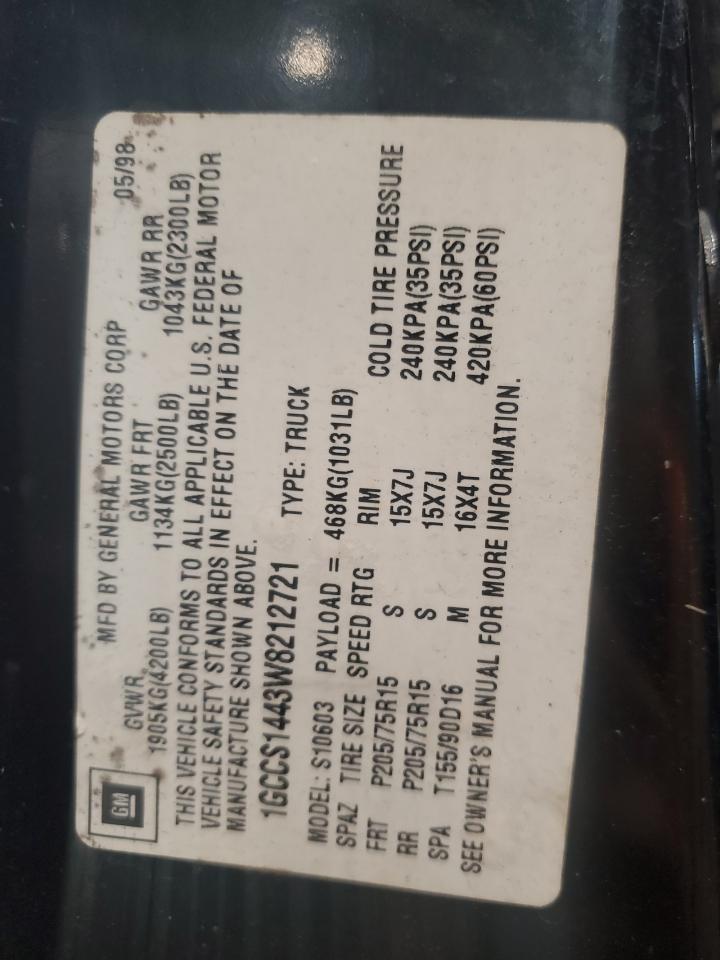 GM
MFD BY GENERAL MOTORS CORP 05/98
GVWR GAWR FRT GAWR RR
1905KG(4200LB) 1134KG(2500LB) 1043KG(2300LB)
THIS VEHICLE CONFORMS TO ALL APPLICABLE U.S. FEDERAL MOTOR
VEHICLE SAFETY STANDARDS IN EFFECT ON THE DATE OF
MANUFACTURE SHOWN ABOVE.
1GCCS1443W8212721 TYPE: TRUCK
MODEL: S10603 PAYLOAD = 468KG(1031LB)
SPAZ TIRE SIZE SPEED RTG RIM COLD TIRE PRESSURE
FRT P205/75R15 S 15X7J 240KPA(35PSI)
RR P205/75R15 S 15X7J 240KPA(35PSI)
SPA T155/90D16 M 16X4T 420KPA(60PSI)
SEE OWNER'S MANUAL FOR MORE INFORMATION.